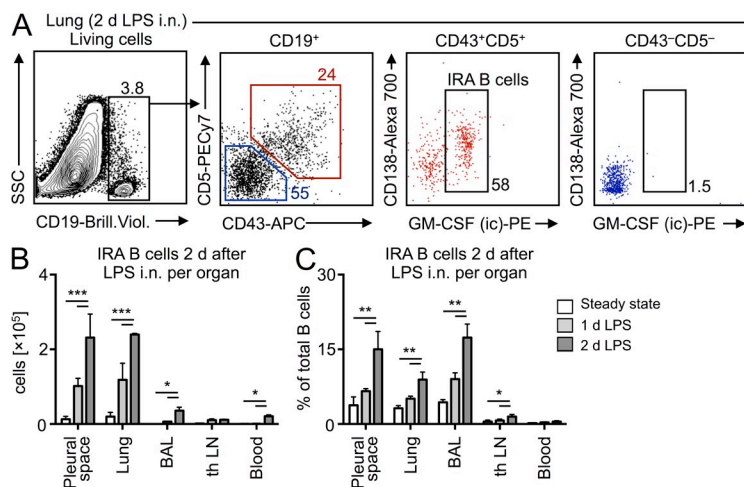 A
Lung (2 d LPS i.n.)
Living cells
CD19⁺
CD43⁺CD5⁺
CD43⁻CD5⁻
3.8
24
55
IRA B cells
58
1.5
SSC
CD19-Brill.Viol.
CD5-PECy7
CD43-APC
CD138-Alexa 700
GM-CSF (ic)-PE
CD138-Alexa 700
GM-CSF (ic)-PE
B
IRA B cells 2 d after
LPS i.n. per organ
cells [×10⁵]
4
2
0
***
***
*
*
Pleural
space
Lung
BAL
th LN
Blood
C
IRA B cells 2 d after
LPS i.n. per organ
% of total B cells
30
15
0
**
**
**
*
Pleural
space
Lung
BAL
th LN
Blood
Steady state
1 d LPS
2 d LPS